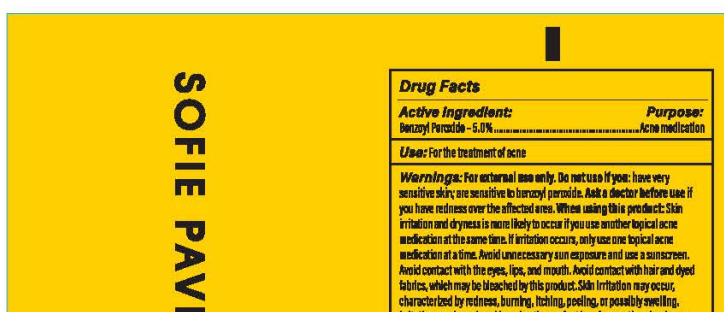 SOFIE PAV
Drug Facts
Active ingredient: Purpose:
Benzoyl Peroxide - 5.0% ........................................ Acne medication
Use: For the treatment of acne
Warnings: For external use only. Do not use if you: have very
sensitive skin; are sensitive to benzoyl peroxide. Ask a doctor before use if
you have redness over the affected area. When using this product: Skin
irritation and dryness is more likely to occur if you use another topical acne
medication at the same time. If irritation occurs, only use one topical acne
medication at a time. Avoid unnecessary sun exposure and use a sunscreen.
Avoid contact with the eyes, lips, and mouth. Avoid contact with hair and dyed
fabrics, which may be bleached by this product. Skin irritation may occur,
characterized by redness, burning, itching, peeling, or possibly swelling.